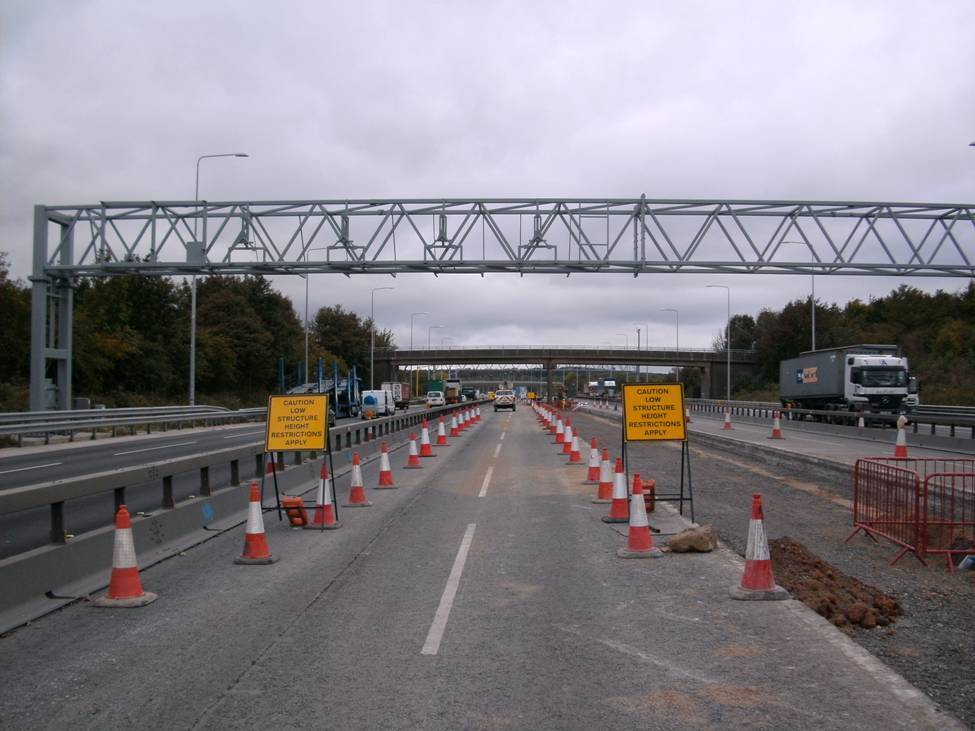 CAUTION
LOW
STRUCTURE
HEIGHT
RESTRICTIONS
APPLY
CAUTION
LOW
STRUCTURE
HEIGHT
RESTRICTIONS
APPLY